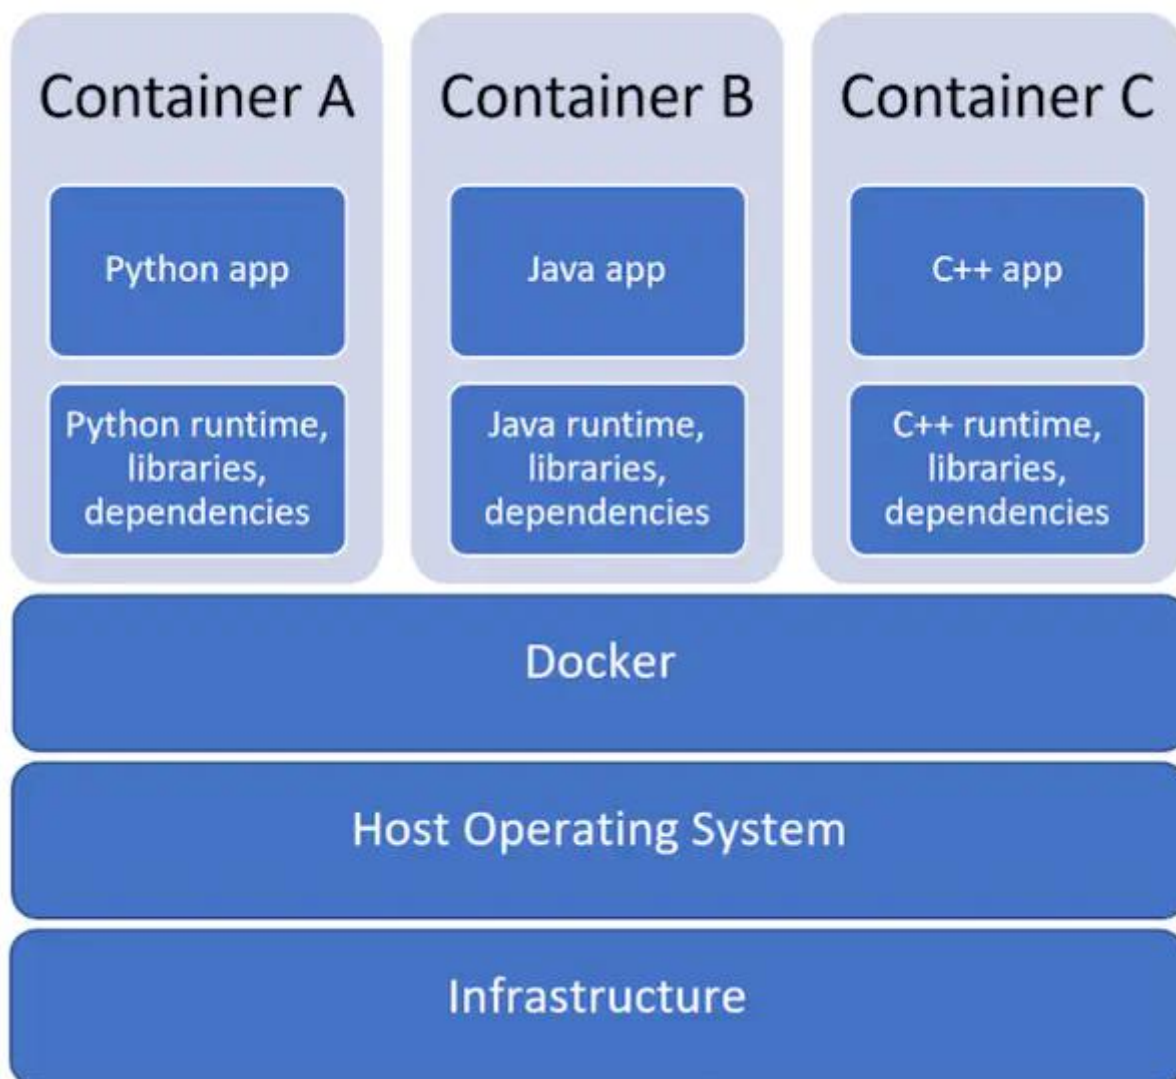 Container A
Container B
Container C
Python app
Java app
C++ app
Python runtime,
libraries,
dependencies
Java runtime,
libraries,
dependencies
C++ runtime,
libraries,
dependencies
Docker
Host Operating System
Infrastructure